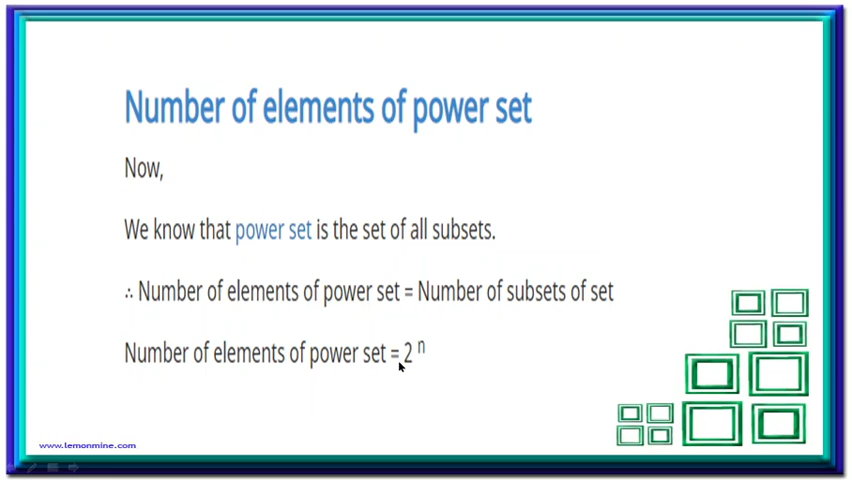 Number of elements of power set
Now,
We know that power set is the set of all subsets.
∴ Number of elements of power set = Number of subsets of set
Number of elements of power set = 2 ⁿ
www.lemonmine.com